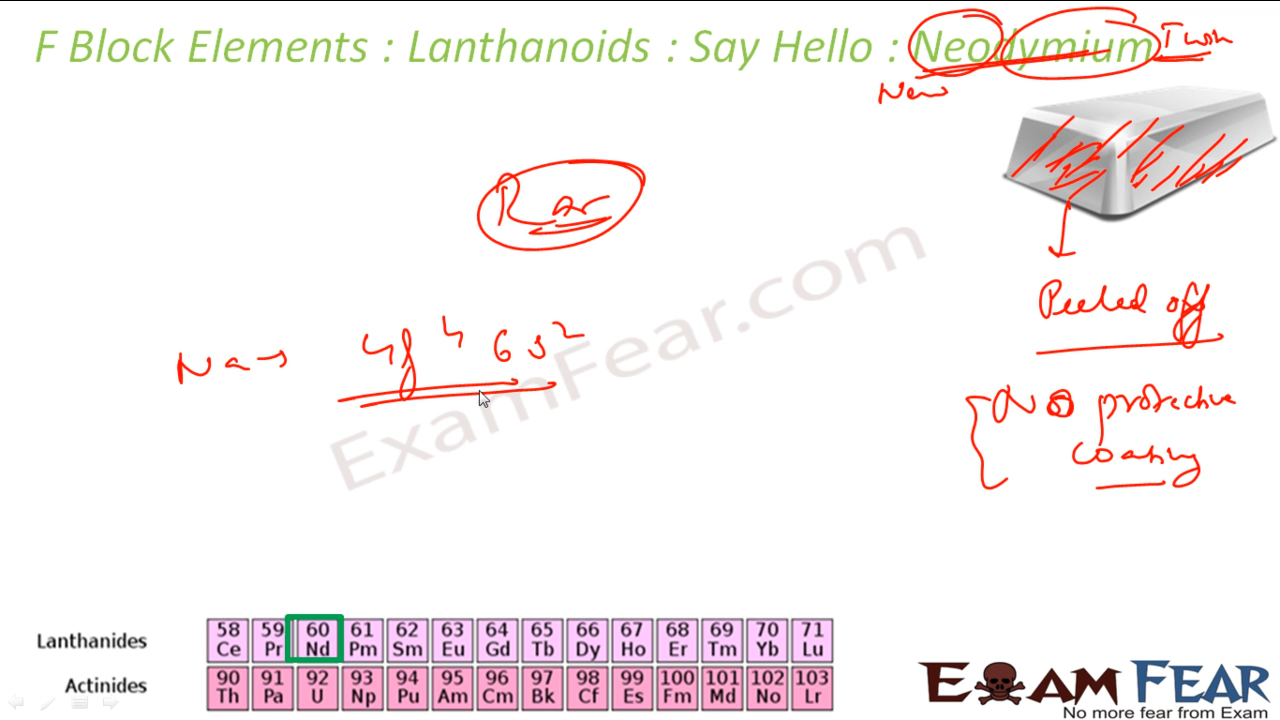 F Block Elements : Lanthanoids : Say Hello : Neodymium
Twin
New
Rar
Peeled off
Na→ 4f⁴ 6s²
No protective
coating
ExamFear.com
Lanthanides 58 59 60 61 62 63 64 65 66 67 68 69 70 71
Ce Pr Nd Pm Sm Eu Gd Tb Dy Ho Er Tm Yb Lu
Actinides 90 91 92 93 94 95 96 97 98 99 100 101 102 103
Th Pa U Np Pu Am Cm Bk Cf Es Fm Md No Lr
EXAM FEAR
No more fear from Exam